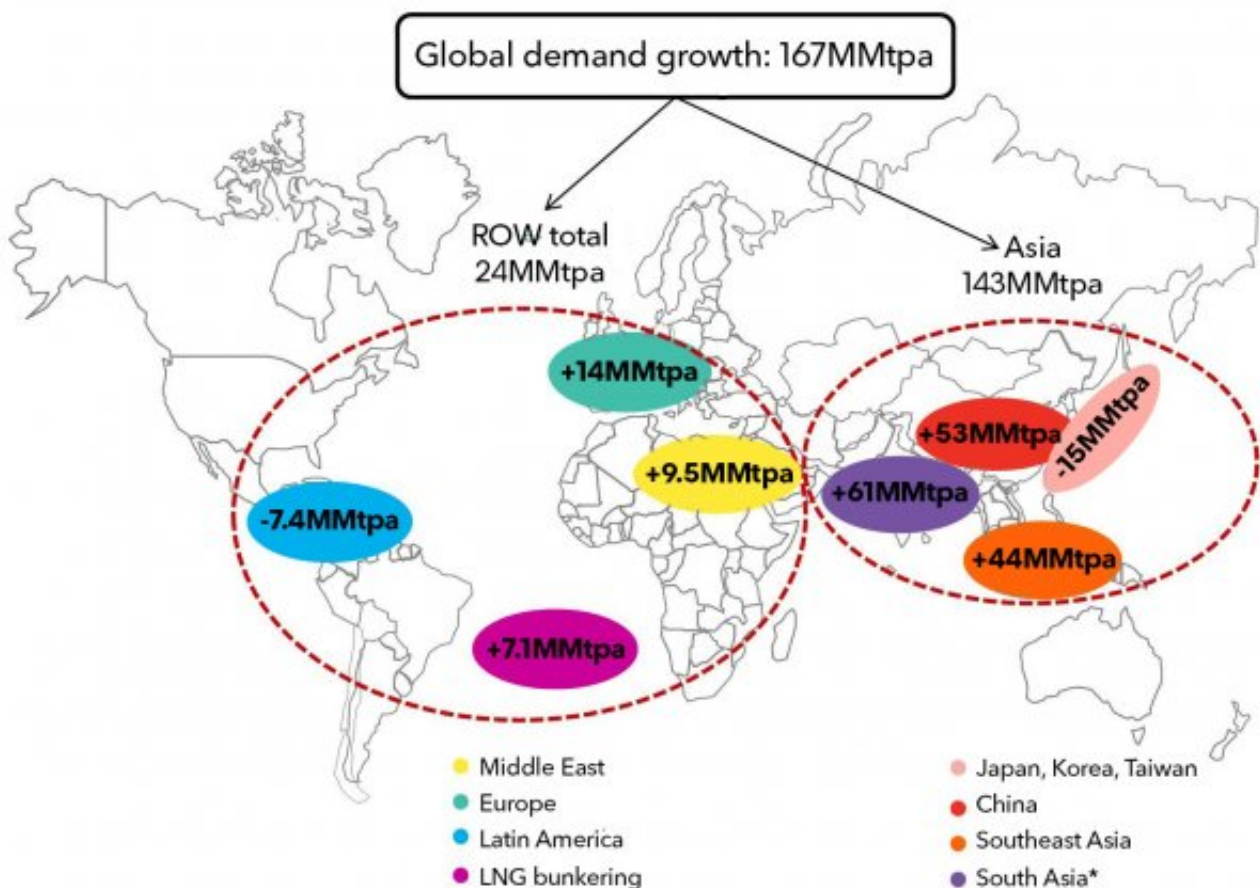 Global demand growth: 167MMtpa
ROW total
24MMtpa
Asia
143MMtpa
+14MMtpa
+9.5MMtpa
-7.4MMtpa
+7.1MMtpa
+53MMtpa
-15MMtpa
+61MMtpa
+44MMtpa
Middle East
Europe
Latin America
LNG bunkering
Japan, Korea, Taiwan
China
Southeast Asia
South Asia*